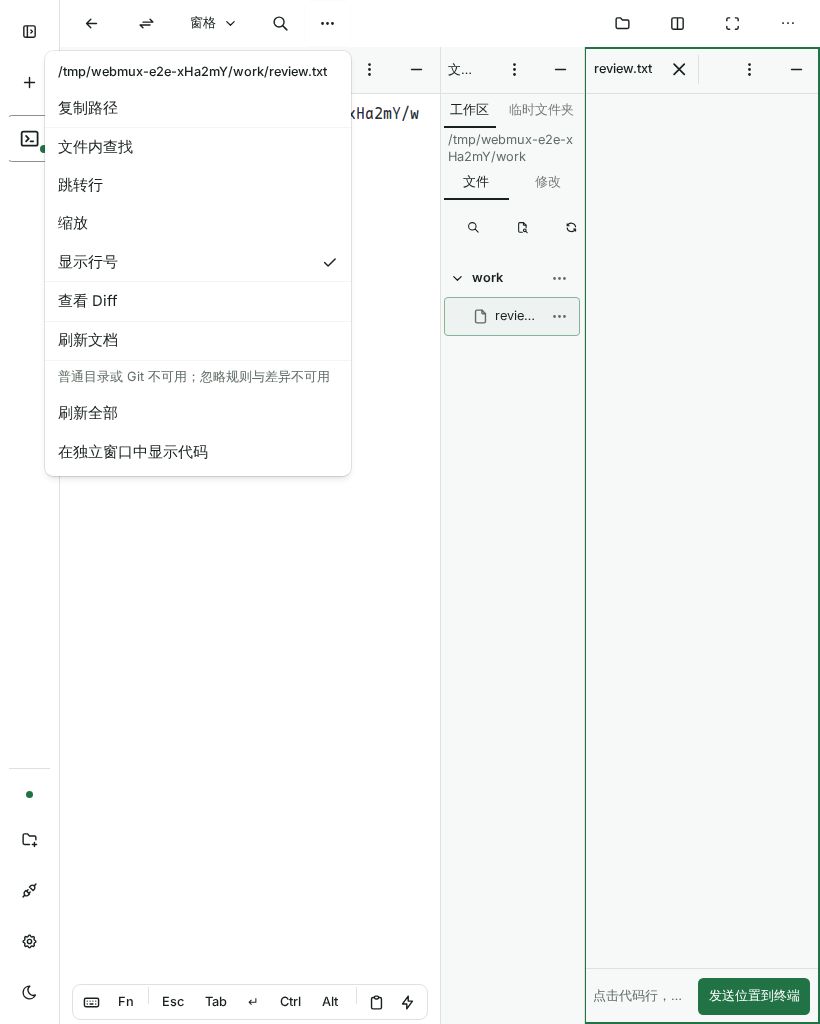 窗格
/tmp/webmux-e2e-xHa2mY/work/review.txt
复制路径
文件内查找
跳转行
缩放
显示行号
查看 Diff
刷新文档
普通目录或 Git 不可用；忽略规则与差异不可用
刷新全部
在独立窗口中显示代码
xHa2mY/w
文...
工作区 临时文件夹
/tmp/webmux-e2e-x
Ha2mY/work
文件 修改
work
revie...
review.txt
点击代码行，...
发送位置到终端
Fn Esc Tab ↵ Ctrl Alt